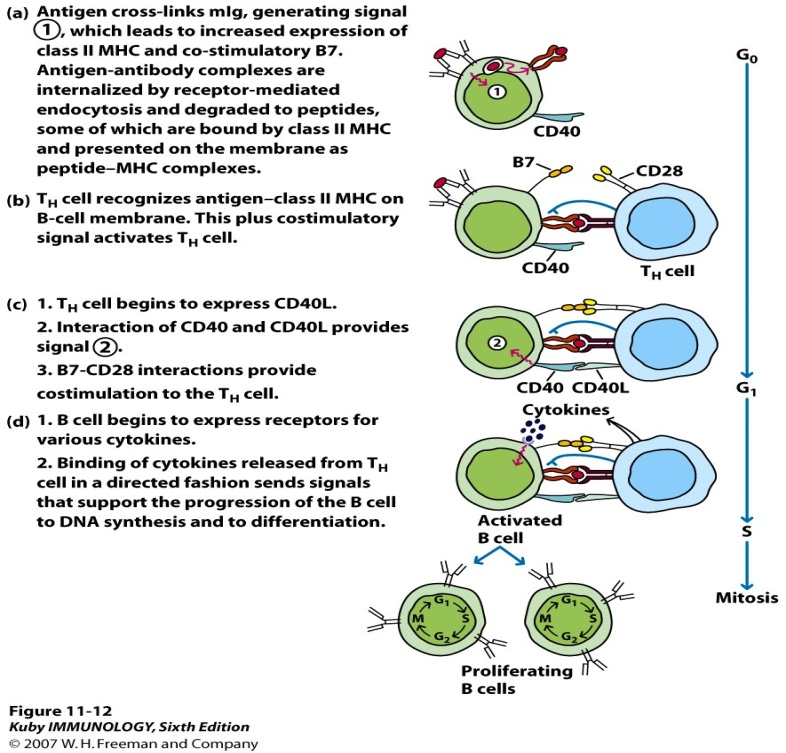 (a) Antigen cross-links mIg, generating signal
①, which leads to increased expression of
class II MHC and co-stimulatory B7.
Antigen-antibody complexes are
internalized by receptor-mediated
endocytosis and degraded to peptides,
some of which are bound by class II MHC
and presented on the membrane as
peptide–MHC complexes.
1
CD40
G0
(b) TH cell recognizes antigen–class II MHC on
B-cell membrane. This plus costimulatory
signal activates TH cell.
B7
CD28
CD40
TH cell
(c) 1. TH cell begins to express CD40L.
2. Interaction of CD40 and CD40L provides
signal ②.
3. B7-CD28 interactions provide
costimulation to the TH cell.
2
CD40 CD40L
G1
(d) 1. B cell begins to express receptors for
various cytokines.
2. Binding of cytokines released from TH
cell in a directed fashion sends signals
that support the progression of the B cell
to DNA synthesis and to differentiation.
Cytokines
Activated
B cell
S
Mitosis
G1
M S
G2
G1
M S
G2
Proliferating
B cells
Figure 11-12
Kuby IMMUNOLOGY, Sixth Edition
© 2007 W. H. Freeman and Company